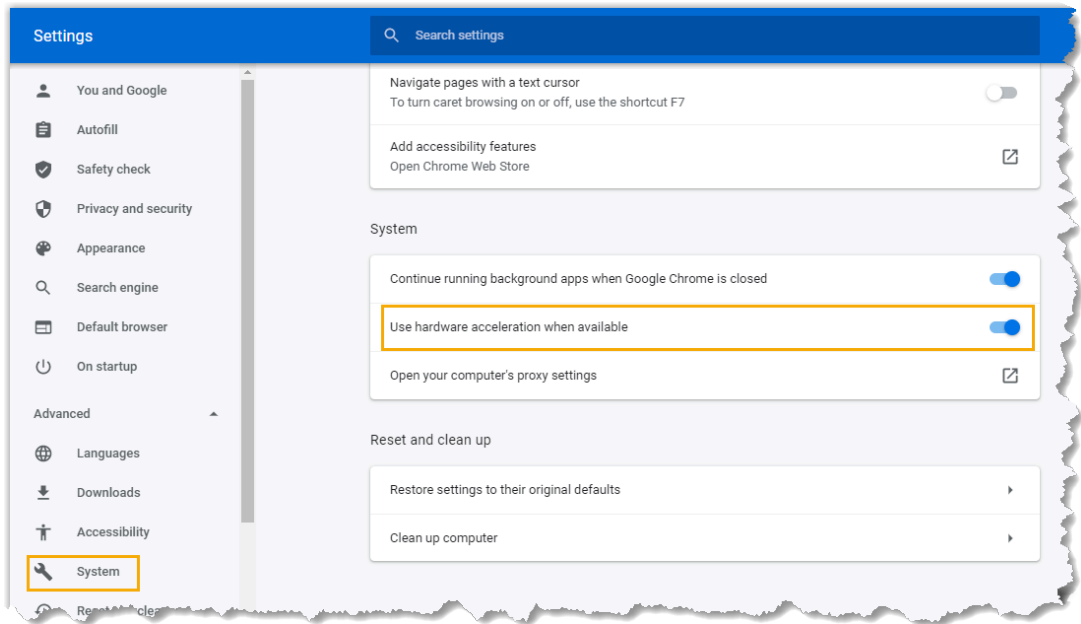 Settings
Search settings
You and Google
Autofill
Safety check
Privacy and security
Appearance
Search engine
Default browser
On startup
Advanced
Languages
Downloads
Accessibility
System
Navigate pages with a text cursor
To turn caret browsing on or off, use the shortcut F7
Add accessibility features
Open Chrome Web Store
System
Continue running background apps when Google Chrome is closed
Use hardware acceleration when available
Open your computer's proxy settings
Reset and clean up
Restore settings to their original defaults
Clean up computer